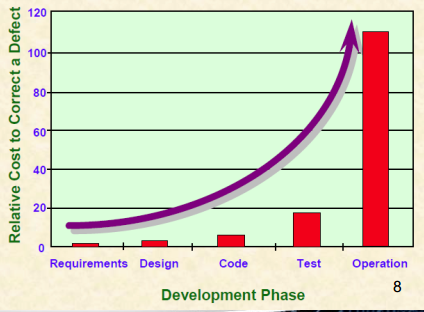 Relative Cost to Correct a Defect
120
100
80
60
40
20
0
Requirements Design Code Test Operation
Development Phase
8